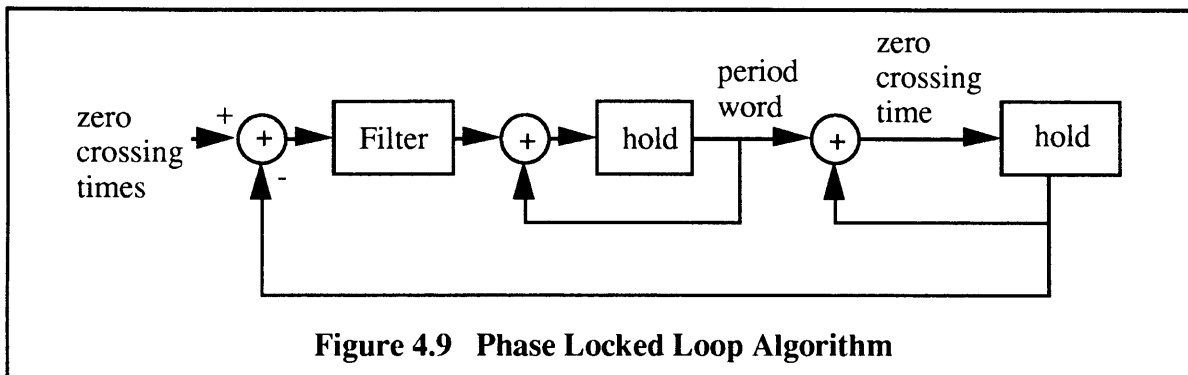 zero
crossing
times
+
+
-
Filter
+
hold
period
word
+
zero
crossing
time
hold
Figure 4.9 Phase Locked Loop Algorithm